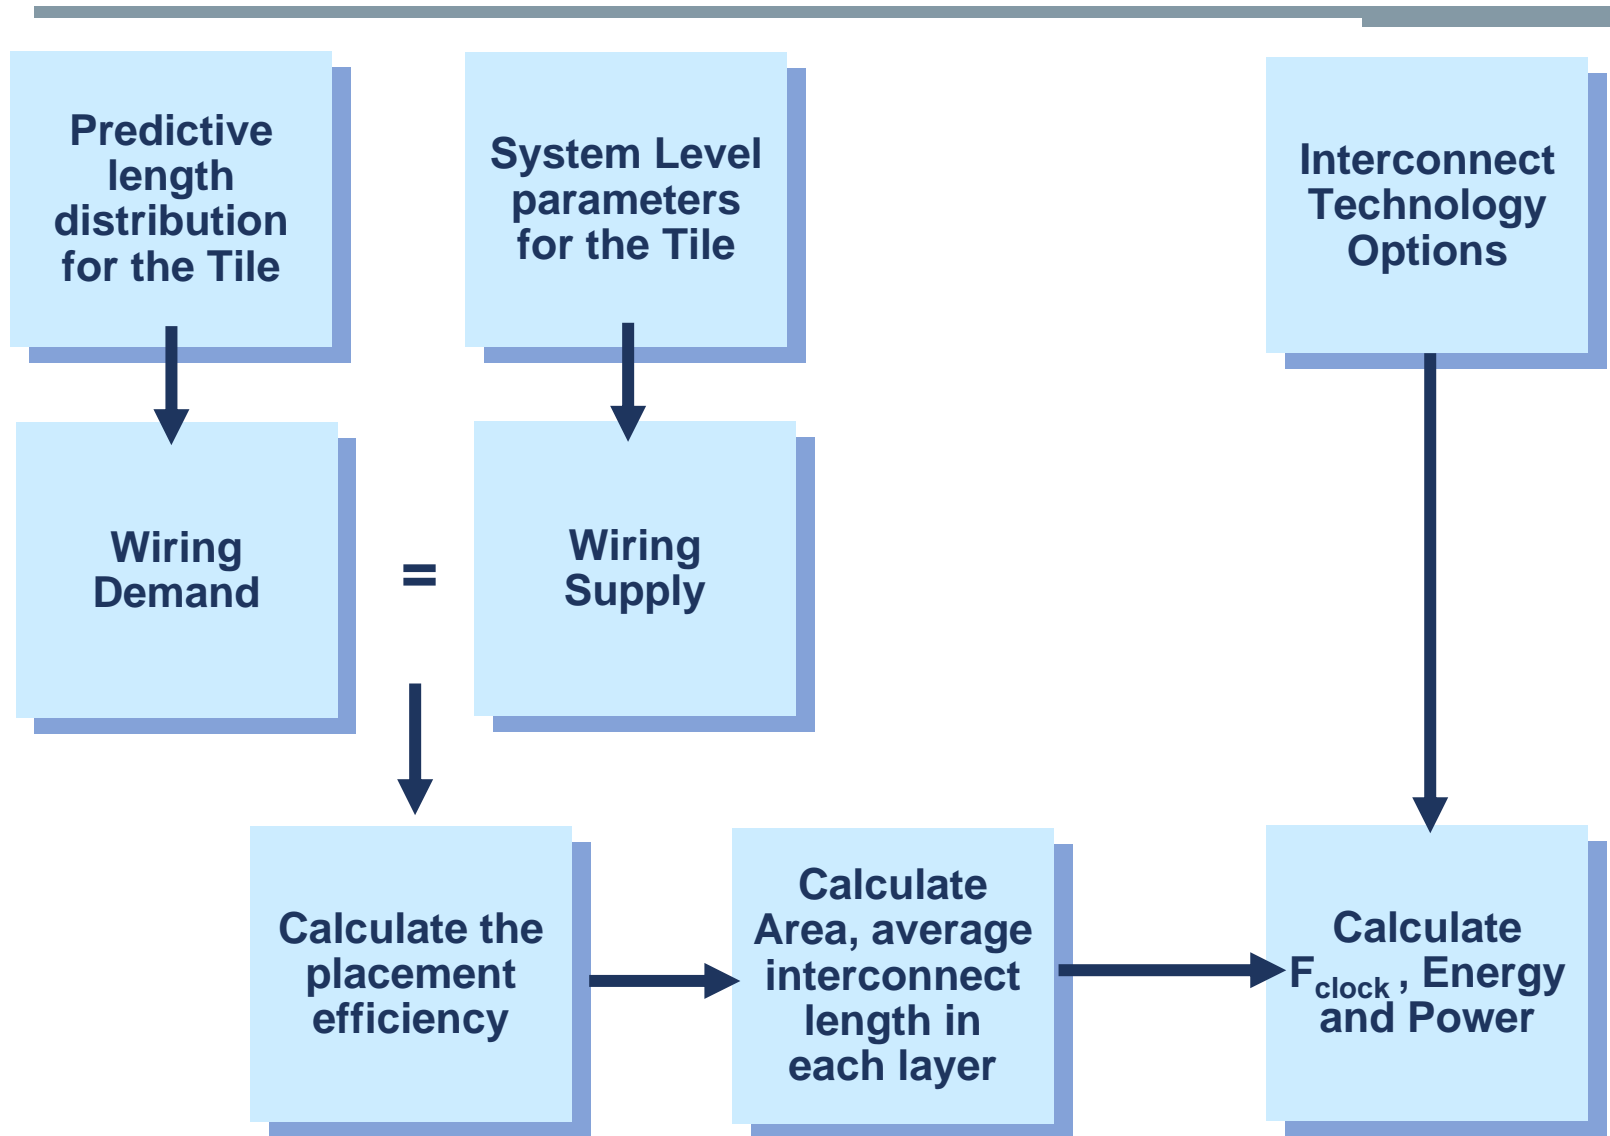 Predictive
length
distribution
for the Tile
System Level
parameters
for the Tile
Interconnect
Technology
Options
Wiring
Demand
=
Wiring
Supply
Calculate the
placement
efficiency
Calculate
Area, average
interconnect
length in
each layer
Calculate
Fclock , Energy
and Power